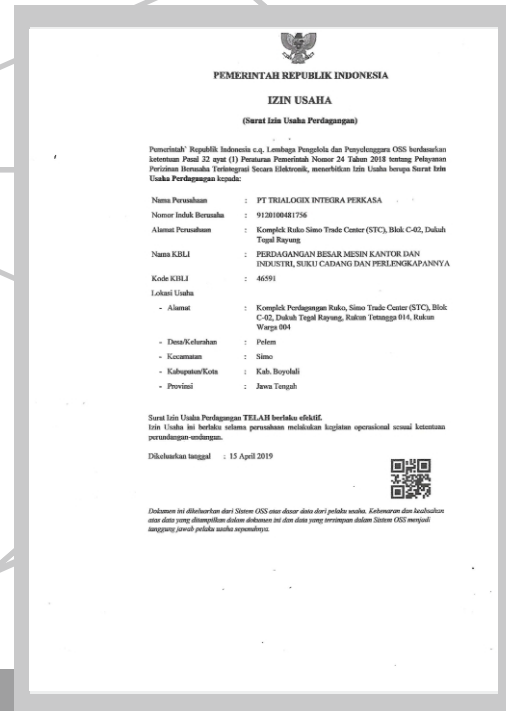 PEMERINTAH REPUBLIK INDONESIA
IZIN USAHA
(Surat Izin Usaha Perdagangan)
Pemerintah' Republik Indonesia c.q. Lembaga Pengelola dan Penyelenggara OSS berdasarkan
ketentuan Pasal 32 ayat (1) Peraturan Pemerintah Nomor 24 Tahun 2018 tentang Pelayanan
Perizinan Berusaha Terintegrasi Secara Elektronik, menerbitkan Izin Usaha berupa Surat Izin
Usaha Perdagangan kepada:
Nama Perusahaan : PT TRIALOGIX INTEGRA PERKASA
Nomor Induk Berusaha : 9120100481756
Alamat Perusahaan : Komplek Ruko Simo Trade Center (STC), Blok C-02, Dukuh
Tegal Rayung
Nama KBLI : PERDAGANGAN BESAR MESIN KANTOR DAN
INDUSTRI, SUKU CADANG DAN PERLENGKAPANNYA
Kode KBLI : 46591
Lokasi Usaha
- Alamat : Komplek Perdagangan Ruko, Simo Trade Center (STC), Blok
C-02, Dukuh Tegal Rayung, Rukun Tetangga 014, Rukun
Warga 004
- Desa/Kelurahan : Pelem
- Kecamatan : Simo
- Kabupaten/Kota : Kab. Boyolali
- Provinsi : Jawa Tengah
Surat Izin Usaha Perdagangan TELAH berlaku efektif.
Izin Usaha ini berlaku selama perusahaan melakukan kegiatan operasional sesuai ketentuan
perundangan-undangan.
Dikeluarkan tanggal : 15 April 2019
Dokumen ini dikeluarkan dari Sistem OSS atas dasar data dari pelaku usaha. Kebenaran dan keabsahan
atas data yang ditampilkan dalam dokumen ini dan data yang tersimpan dalam Sistem OSS menjadi
tanggung jawab pelaku usaha sepenuhnya.